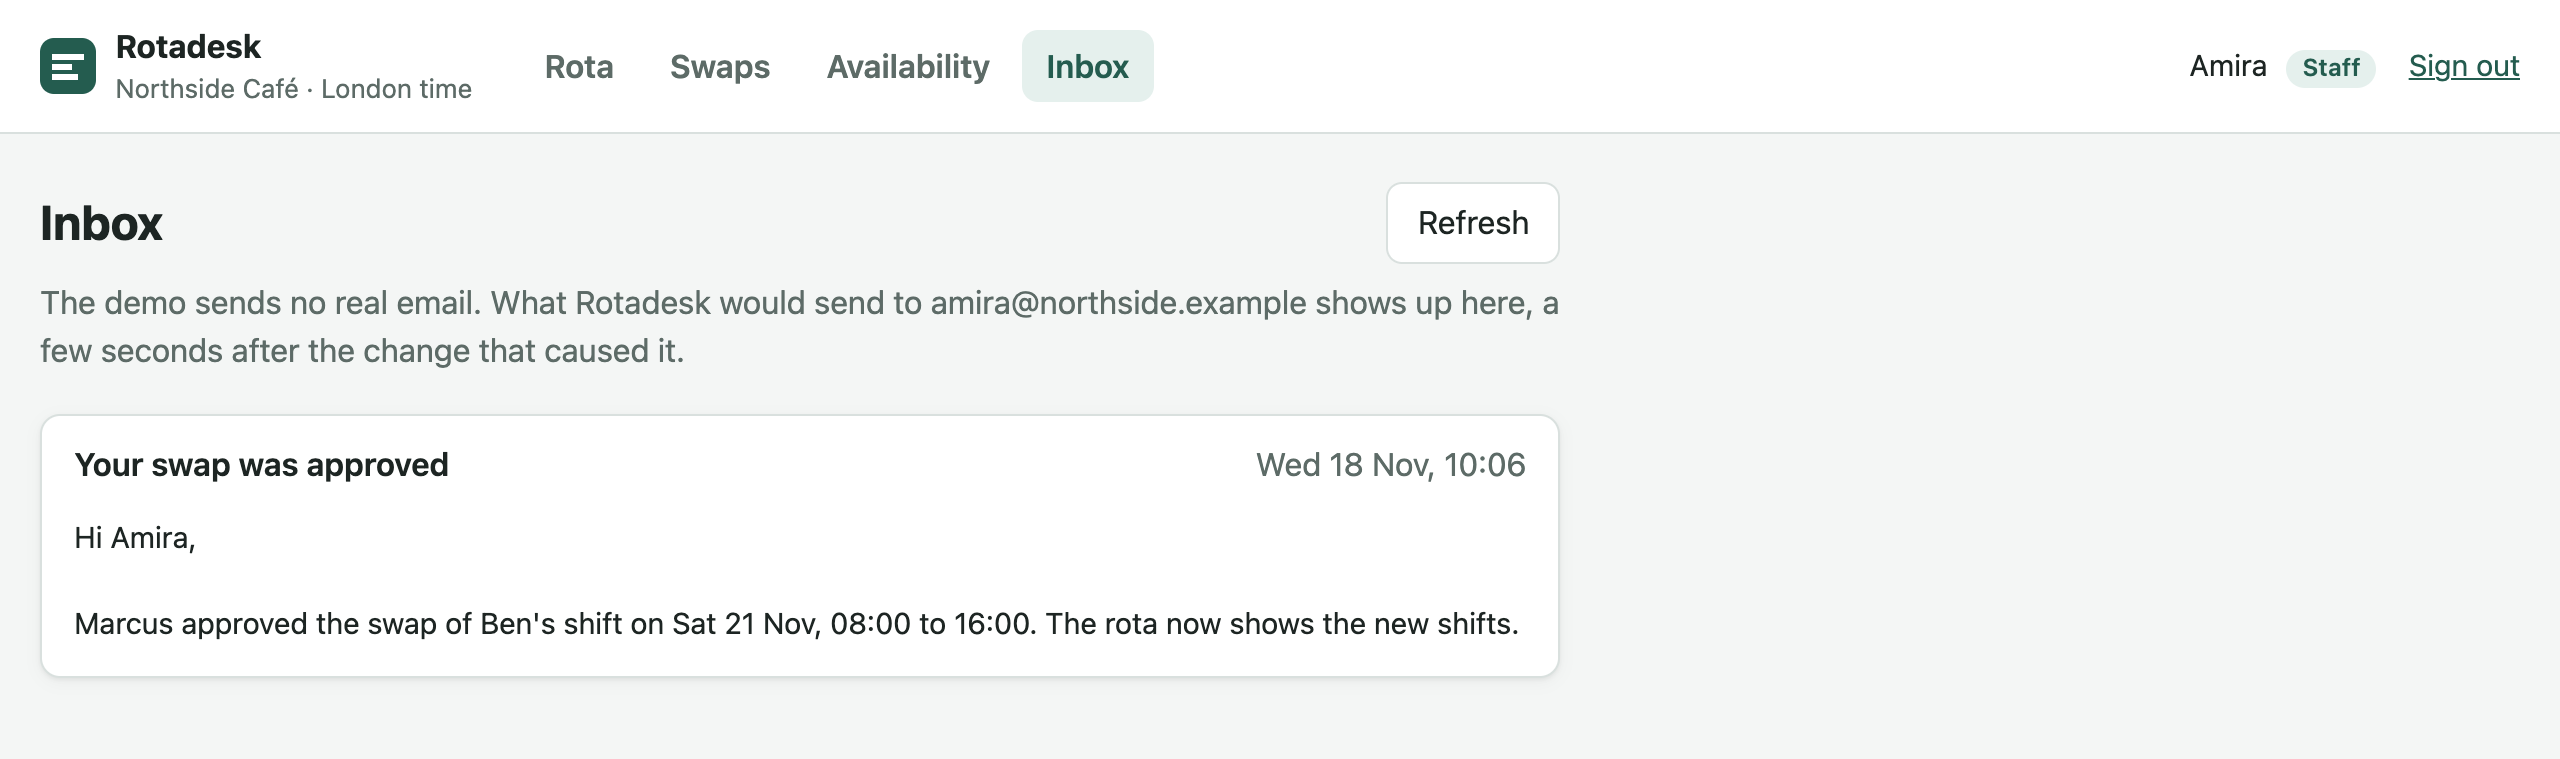 Rotadesk
Northside Café · London time
Rota
Swaps
Availability
Inbox
Amira
Staff
Sign out
Inbox
Refresh
The demo sends no real email. What Rotadesk would send to amira@northside.example shows up here, a
few seconds after the change that caused it.
Your swap was approved
Wed 18 Nov, 10:06
Hi Amira,
Marcus approved the swap of Ben's shift on Sat 21 Nov, 08:00 to 16:00. The rota now shows the new shifts.